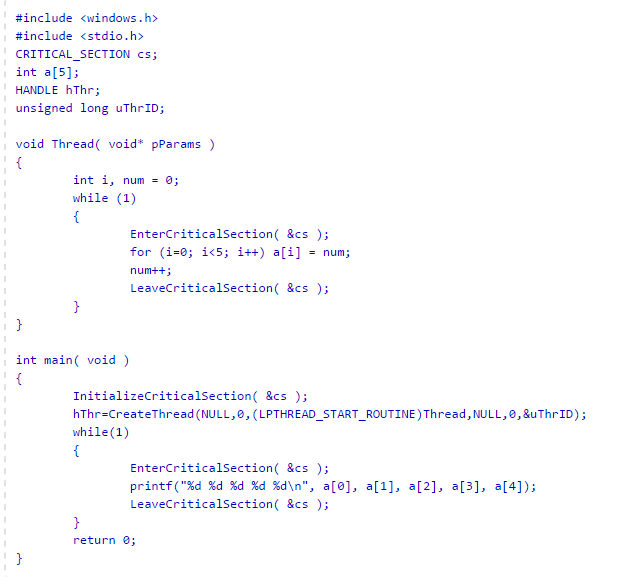 #include <windows.h>
#include <stdio.h>
CRITICAL_SECTION cs;
int a[5];
HANDLE hThr;
unsigned long uThrID;

void Thread( void* pParams )
{
        int i, num = 0;
        while (1)
        {
                EnterCriticalSection( &cs );
                for (i=0; i<5; i++) a[i] = num;
                num++;
                LeaveCriticalSection( &cs );
        }
}

int main( void )
{
        InitializeCriticalSection( &cs );
        hThr=CreateThread(NULL,0,(LPTHREAD_START_ROUTINE)Thread,NULL,0,&uThrID);
        while(1)
        {
                EnterCriticalSection( &cs );
                printf("%d %d %d %d %d\n", a[0], a[1], a[2], a[3], a[4]);
                LeaveCriticalSection( &cs );
        }
        return 0;
}